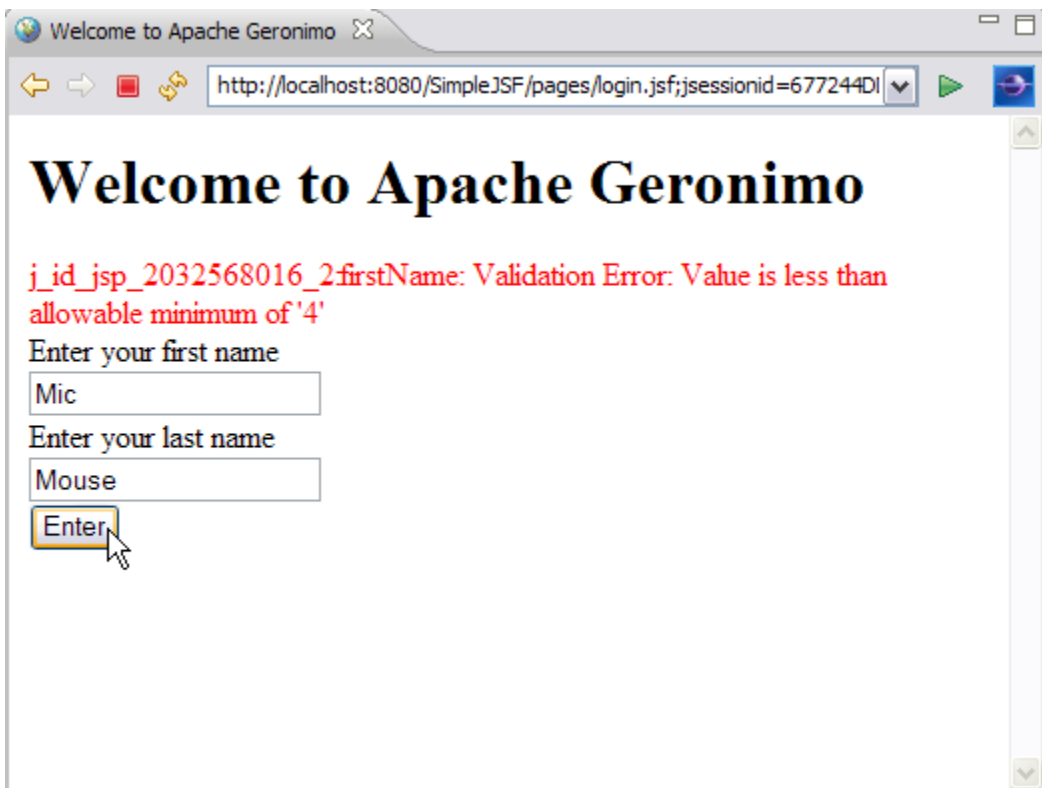 Welcome to Apache Geronimo
http://localhost:8080/SimpleJSF/pages/login.jsf;jsessionid=677244D
Welcome to Apache Geronimo
j_id_jsp_2032568016_2:firstName: Validation Error: Value is less than
allowable minimum of '4'
Enter your first name
Mic
Enter your last name
Mouse
Enter